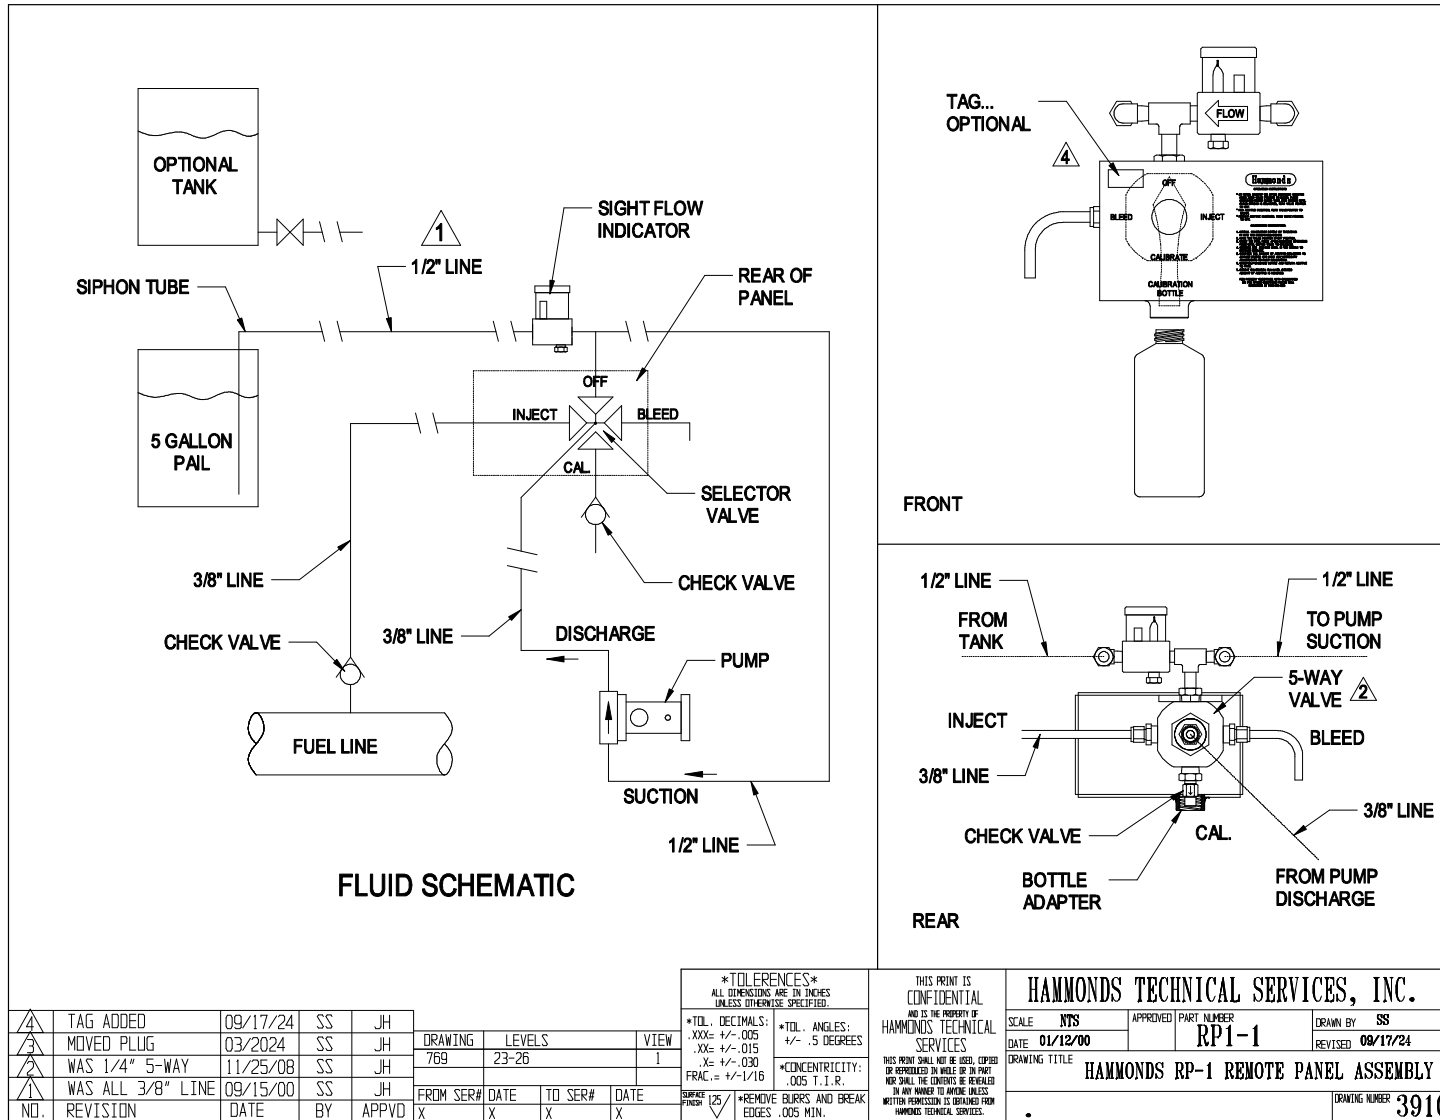 OPTIONAL
TANK
1
SIGHT FLOW
INDICATOR
1/2" LINE
SIPHON TUBE
REAR OF
PANEL
OFF
INJECT
BLEED
5 GALLON
PAIL
CAL.
SELECTOR
VALVE
3/8" LINE
CHECK VALVE
CHECK VALVE
3/8" LINE
DISCHARGE
PUMP
FUEL LINE
SUCTION
1/2" LINE
FLUID SCHEMATIC
TAG...
OPTIONAL
4
FLOW
OFF
Hammonds
BLEED
INJECT
CALIBRATE
CALIBRATION
BOTTLE
FRONT
1/2" LINE
1/2" LINE
FROM
TANK
TO PUMP
SUCTION
5-WAY
VALVE
2
INJECT
BLEED
3/8" LINE
3/8" LINE
CHECK VALVE
CAL.
BOTTLE
ADAPTER
FROM PUMP
DISCHARGE
REAR
4 TAG ADDED 09/17/24 SS JH
3 MOVED PLUG 03/2024 SS JH
2 WAS 1/4" 5-WAY 11/25/08 SS JH
1 WAS ALL 3/8" LINE 09/15/00 SS JH
NO. REVISION DATE BY APPVD
DRAWING LEVELS VIEW
769 23-26 1
FROM SER# DATE TO SER# DATE
X X X X
*TOLERENCES*
ALL DIMENSIONS ARE IN INCHES
UNLESS OTHERWISE SPECIFIED.
*TOL. DECIMALS:
.XXX= +/-.005
.XX= +/-.015
.X= +/-.030
FRAC.= +/-1/16
*TOL. ANGLES:
+/- .5 DEGREES
*CONCENTRICITY:
.005 T.I.R.
SURFACE
FINISH 125
*REMOVE BURRS AND BREAK
EDGES .005 MIN.
THIS PRINT IS
CONFIDENTIAL
AND IS THE PROPERTY OF
HAMMONDS TECHNICAL
SERVICES
THIS PRINT SHALL NOT BE USED, COPIED
OR REPRODUCED IN WHOLE OR IN PART
NOR SHALL THE CONTENTS BE REVEALED
IN ANY MANNER TO ANYONE UNLESS
WRITTEN PERMISSION IS OBTAINED FROM
HAMMONDS TECHNICAL SERVICES.
HAMMONDS TECHNICAL SERVICES, INC.
SCALE NTS
APPROVED
PART NUMBER
RP1-1
DRAWN BY SS
DATE 01/12/00
REVISED 09/17/24
DRAWING TITLE
HAMMONDS RP-1 REMOTE PANEL ASSEMBLY
DRAWING NUMBER